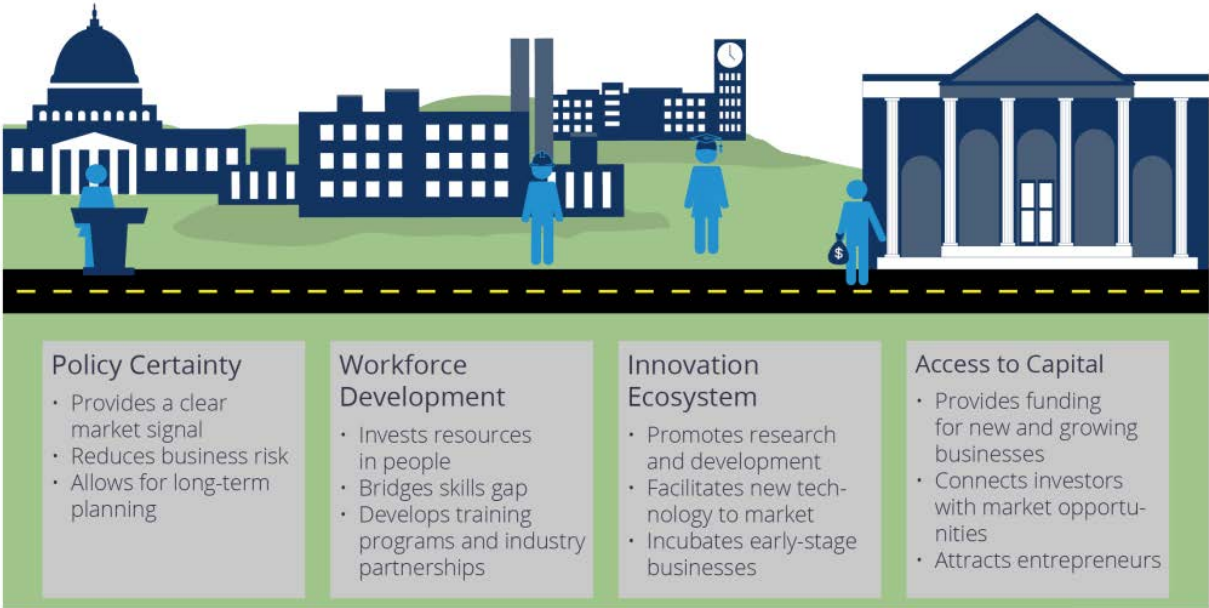 $
Policy Certainty
• Provides a clear
market signal
• Reduces business risk
• Allows for long-term
planning
Workforce
Development
• Invests resources
in people
• Bridges skills gap
• Develops training
programs and industry
partnerships
Innovation
Ecosystem
• Promotes research
and development
• Facilitates new tech-
nology to market
• Incubates early-stage
businesses
Access to Capital
• Provides funding
for new and growing
businesses
• Connects investors
with market opportu-
nities
• Attracts entrepreneurs